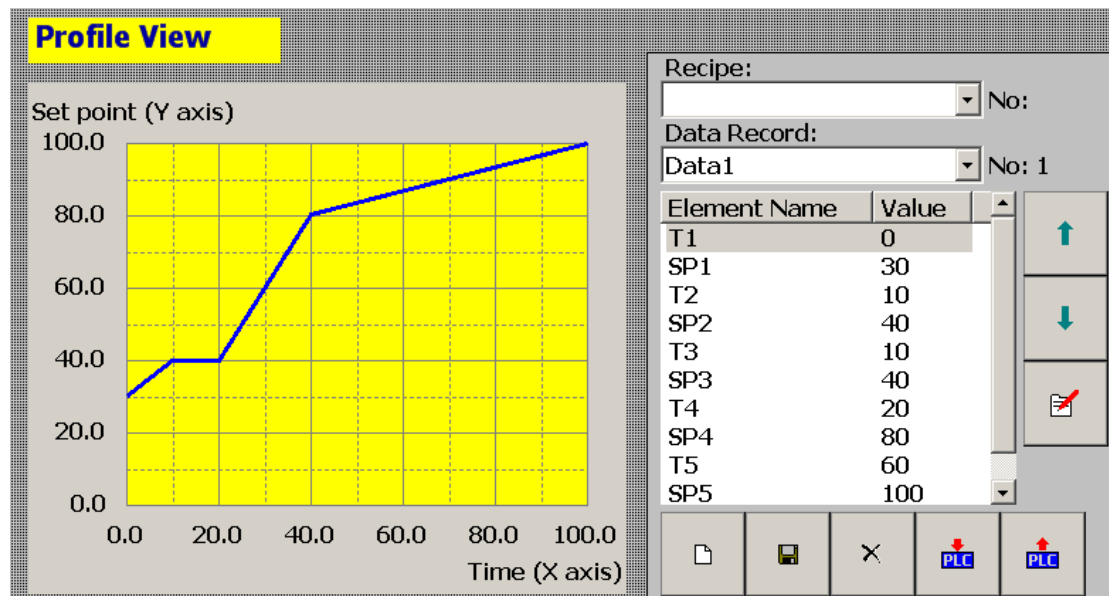 Profile View
Set point (Y axis)
100.0
80.0
60.0
40.0
20.0
0.0
0.0 20.0 40.0 60.0 80.0 100.0
Time (X axis)
Recipe:
No:
Data Record:
Data1 No: 1
Element Name Value
T1 0
SP1 30
T2 10
SP2 40
T3 10
SP3 40
T4 20
SP4 80
T5 60
SP5 100
PLC PLC